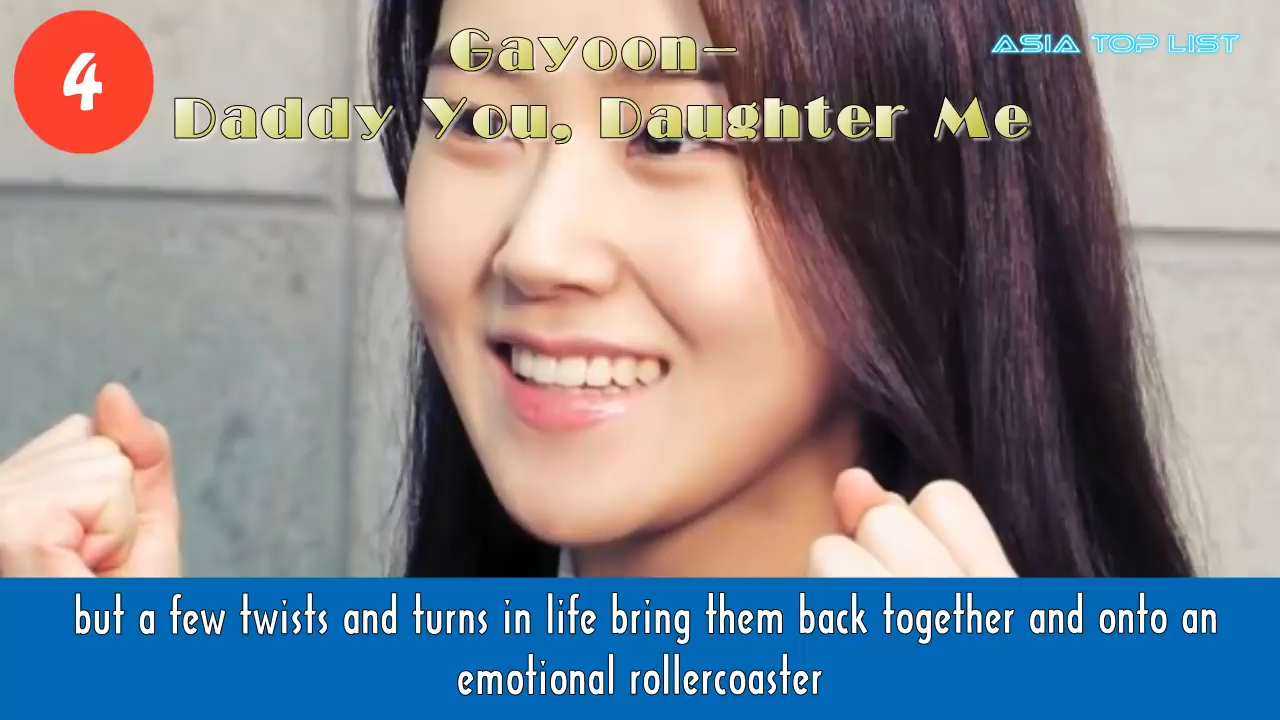 4
Gayoon-
Daddy You, Daughter Me
ASIA TOP LIST
but a few twists and turns in life bring them back together and onto an
emotional rollercoaster